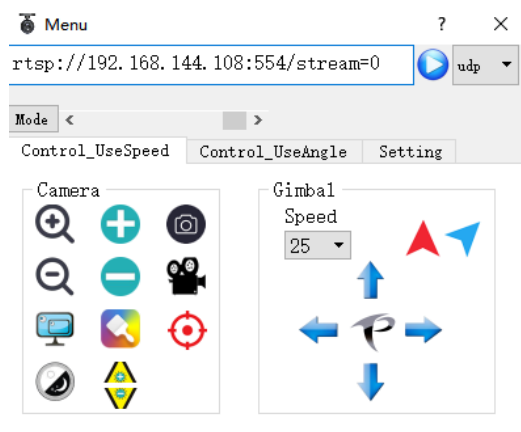 Menu
?
rtsp://192.168.144.108:554/stream=0
udp
Mode
Control_UseSpeed
Control_UseAngle
Setting
Camera
Gimbal
Speed
25